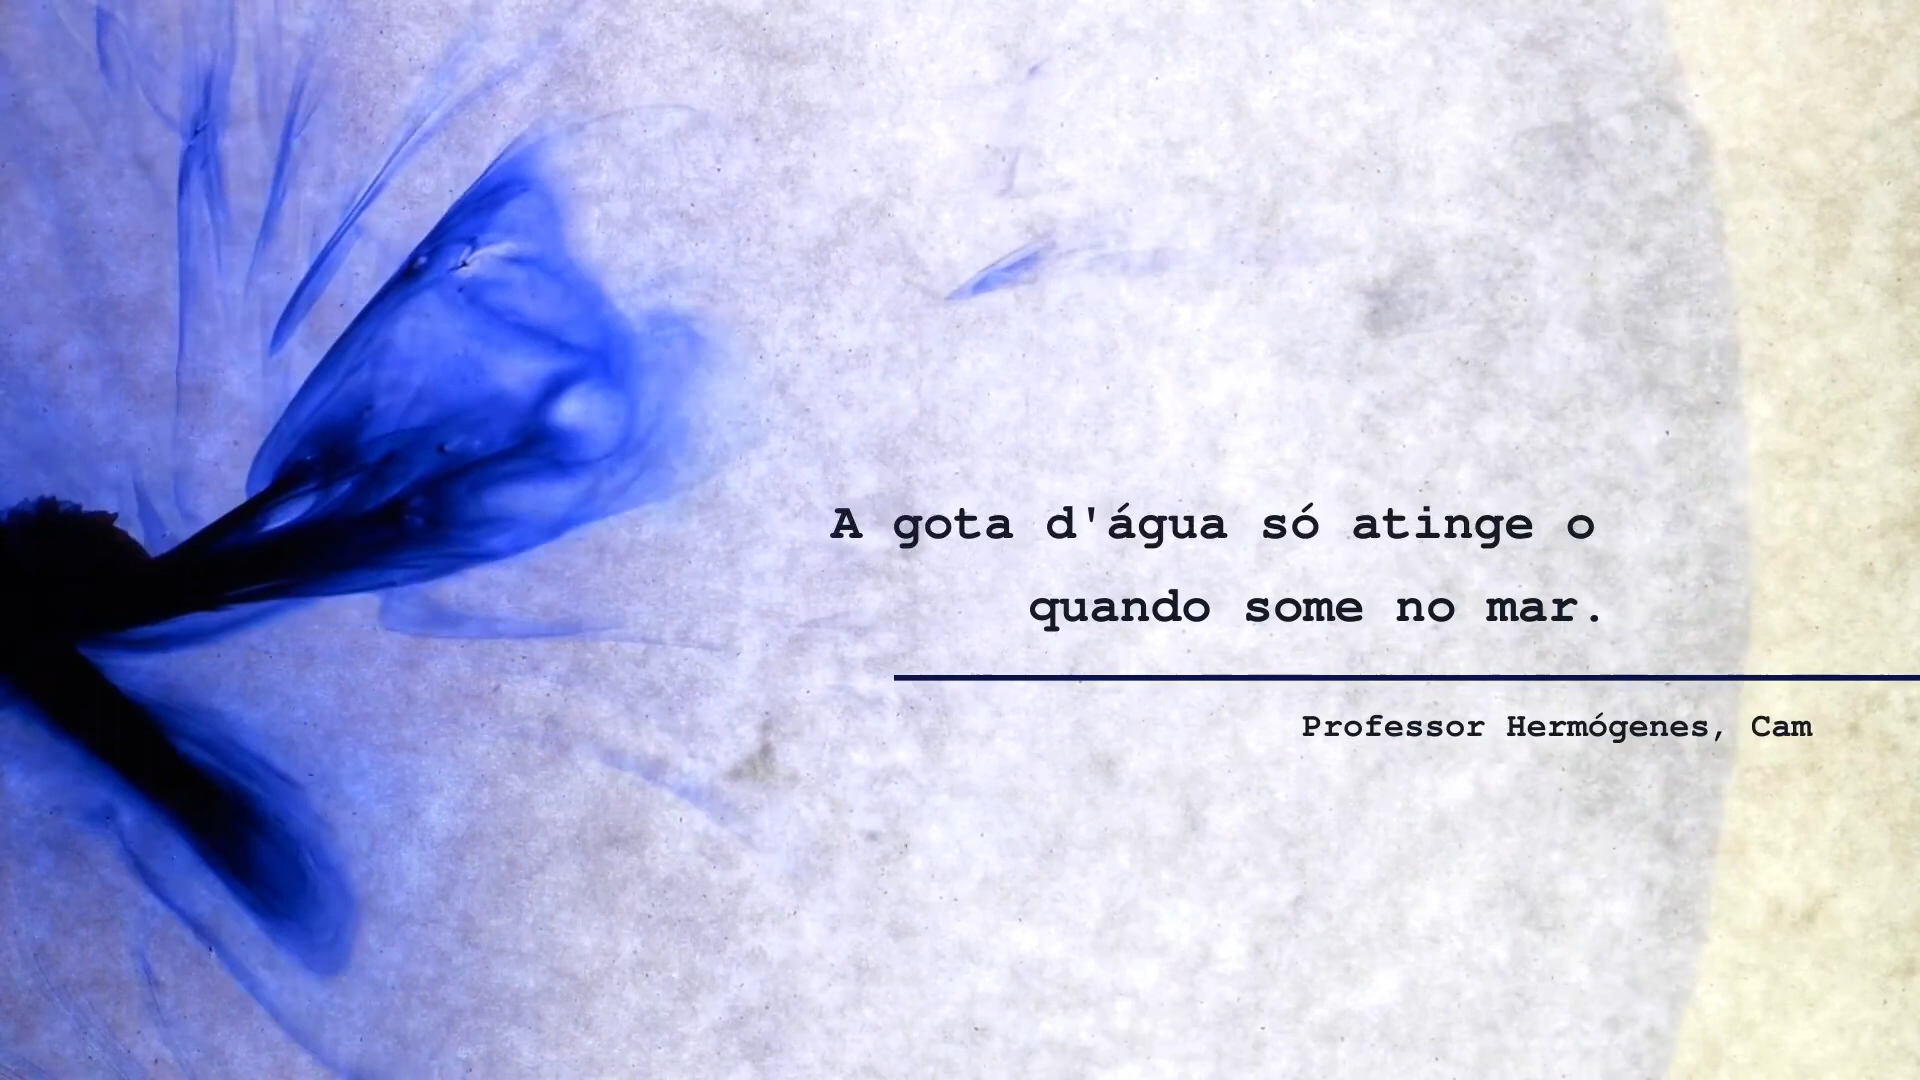 A gota d'água só atinge o
quando some no mar.
Professor Hermógenes, Cam